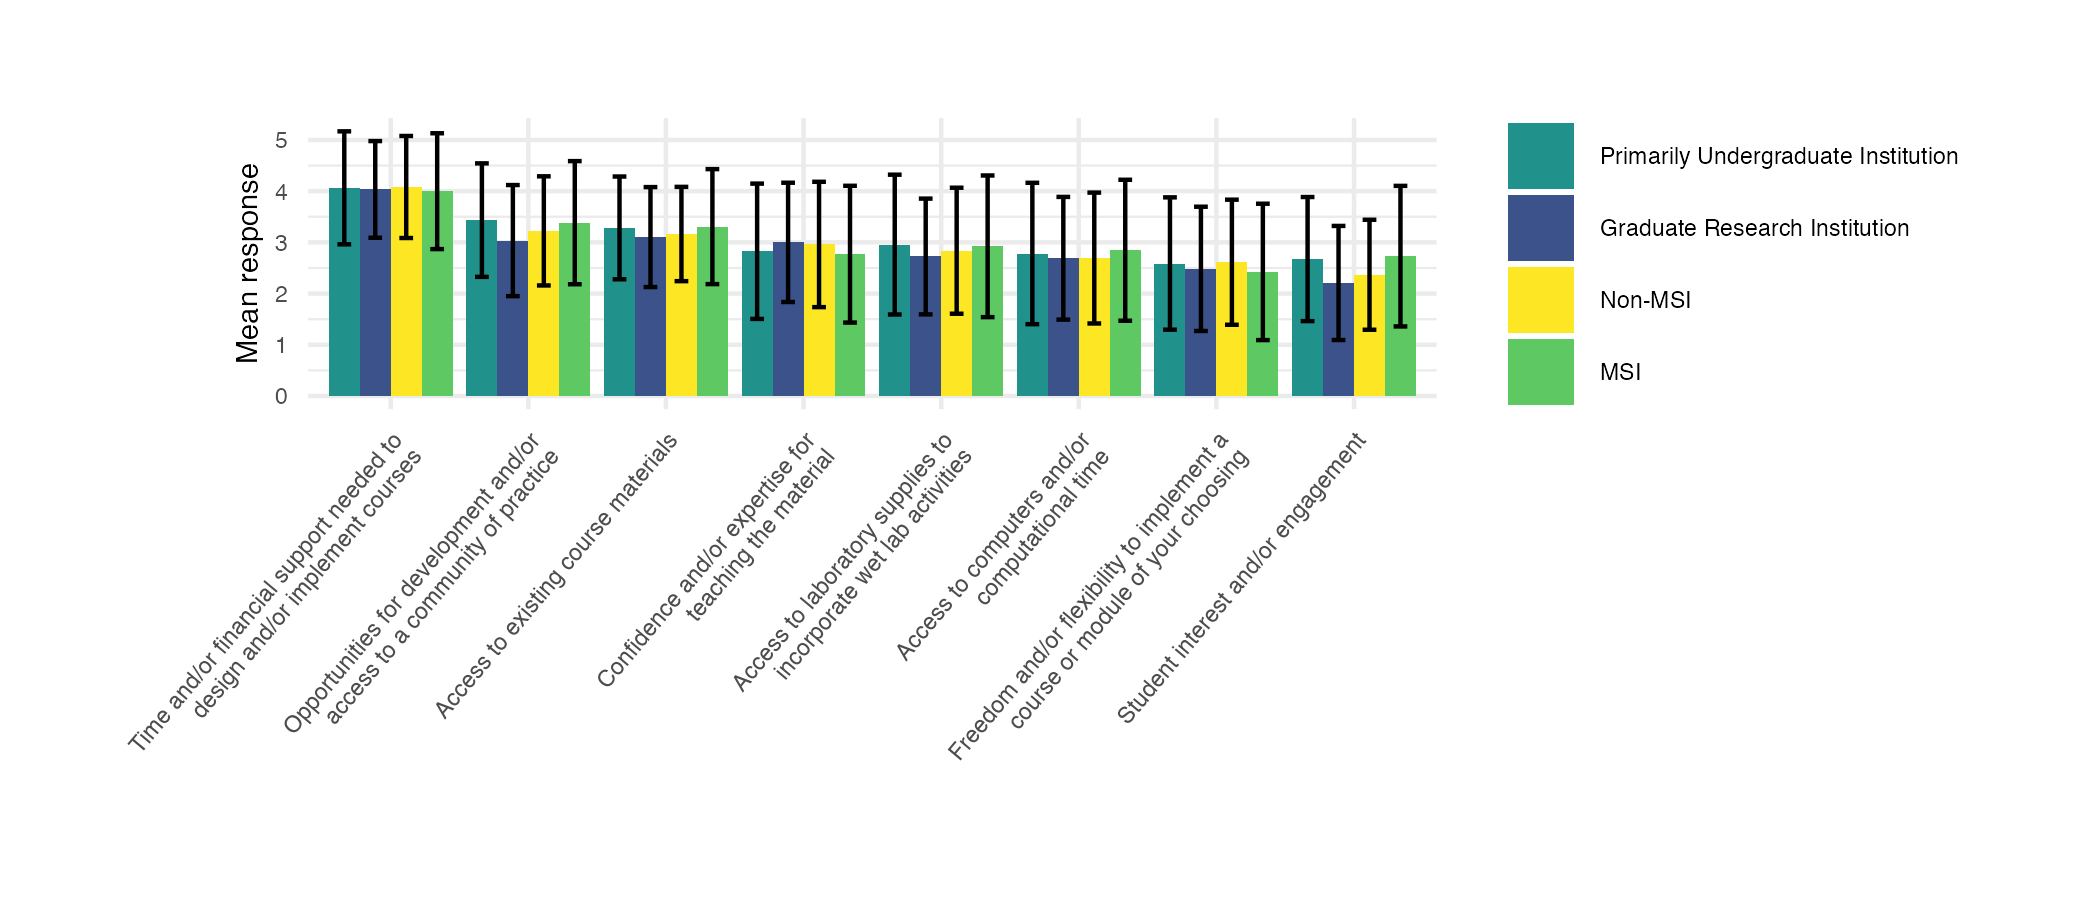 Mean response
5
4
3
2
1
0
Time and/or financial support needed to
design and/or implement courses
Opportunities for development and/or
access to a community of practice
Access to existing course materials
Confidence and/or expertise for
teaching the material
Access to laboratory supplies to
incorporate wet lab activities
Access to computers and/or
computational time
Freedom and/or flexibility to implement a
course or module of your choosing
Student interest and/or engagement
Primarily Undergraduate Institution
Graduate Research Institution
Non-MSI
MSI